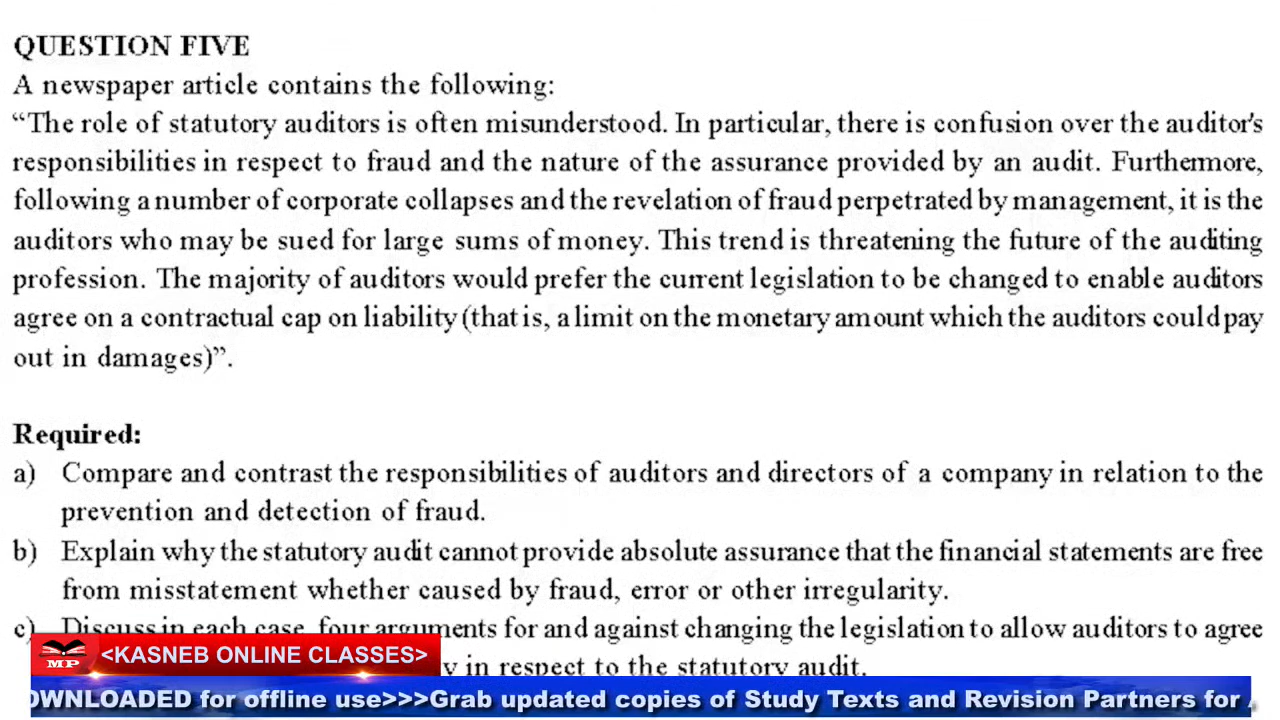 QUESTION FIVE
A newspaper article contains the following:
“The role of statutory auditors is often misunderstood. In particular, there is confusion over the auditor's
responsibilities in respect to fraud and the nature of the assurance provided by an audit. Furthermore,
following a number of corporate collapses and the revelation of fraud perpetrated by management, it is the
auditors who may be sued for large sums of money. This trend is threatening the future of the auditing
profession. The majority of auditors would prefer the current legislation to be changed to enable auditors
agree on a contractual cap on liability (that is, a limit on the monetary amount which the auditors could pay
out in damages)”.
Required:
a) Compare and contrast the responsibilities of auditors and directors of a company in relation to the
prevention and detection of fraud.
b) Explain why the statutory audit cannot provide absolute assurance that the financial statements are free
from misstatement whether caused by fraud, error or other irregularity.
c) Discuss in each case, four arguments for and against changing the legislation to allow auditors to agree
in respect to the statutory audit.
MP <KASNEB ONLINE CLASSES>
for offline use>>>Grab updated copies of Study Texts and Revision Partners for